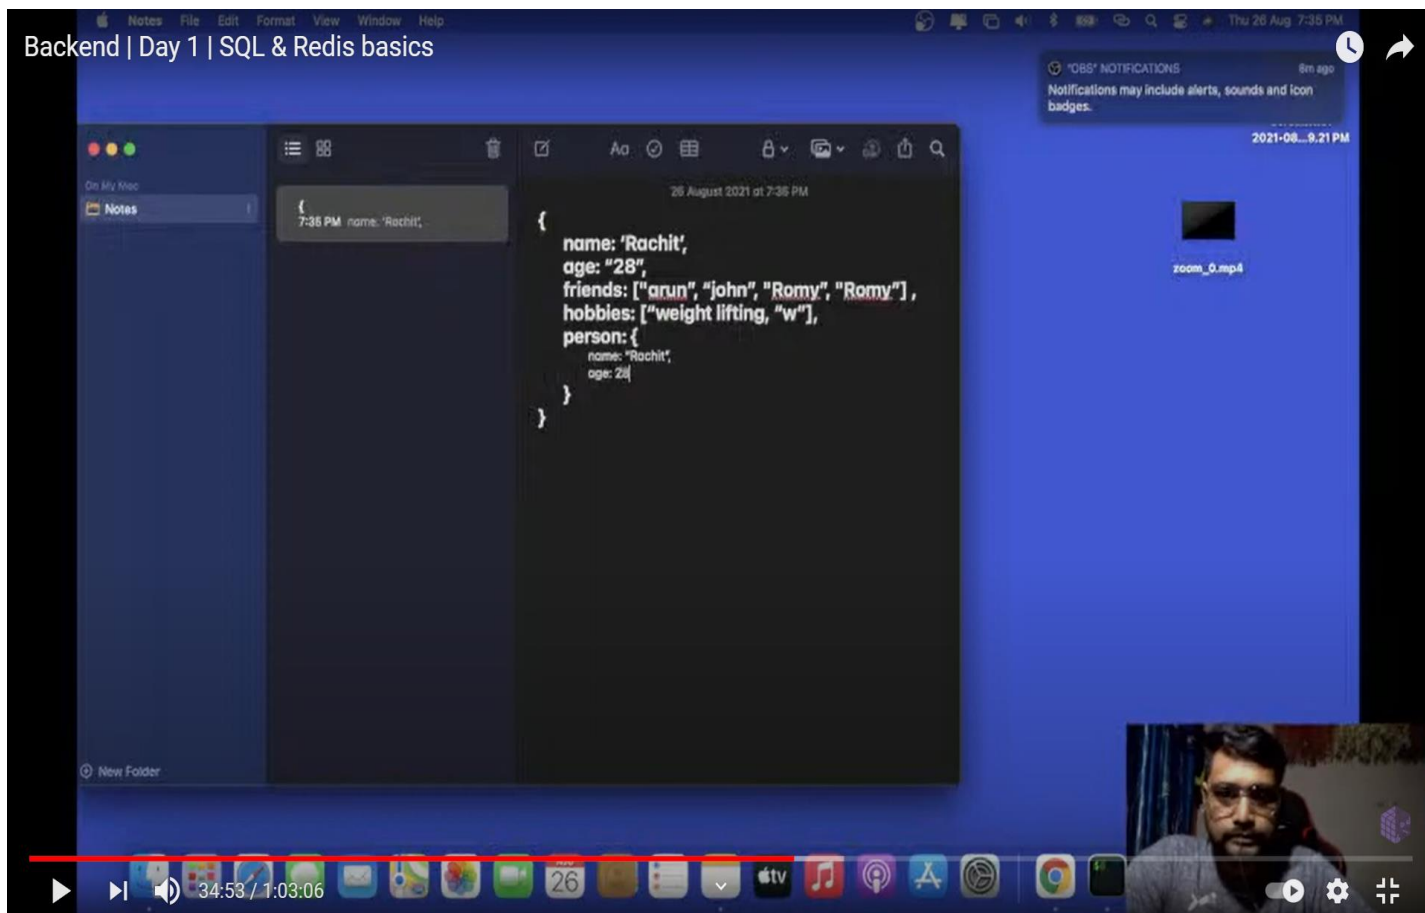 Notes File Edit Format View Window Help Thu 26 Aug 7:35 PM
Backend | Day 1 | SQL & Redis basics
"OBS" NOTIFICATIONS 6m ago
Notifications may include alerts, sounds and icon
badges.
2021-08....9.21 PM
On My Mac
Notes
{
7:35 PM name: 'Rachit',
zoom_0.mp4
26 August 2021 at 7:36 PM
{
name: 'Rachit',
age: "28",
friends: ["arun", "john", "Romy", "Romy"] ,
hobbies: ["weight lifting, "w"],
person: {
name: "Rachit",
age: 28
}
}
New Folder
26
tv
34:53 / 1:03:06